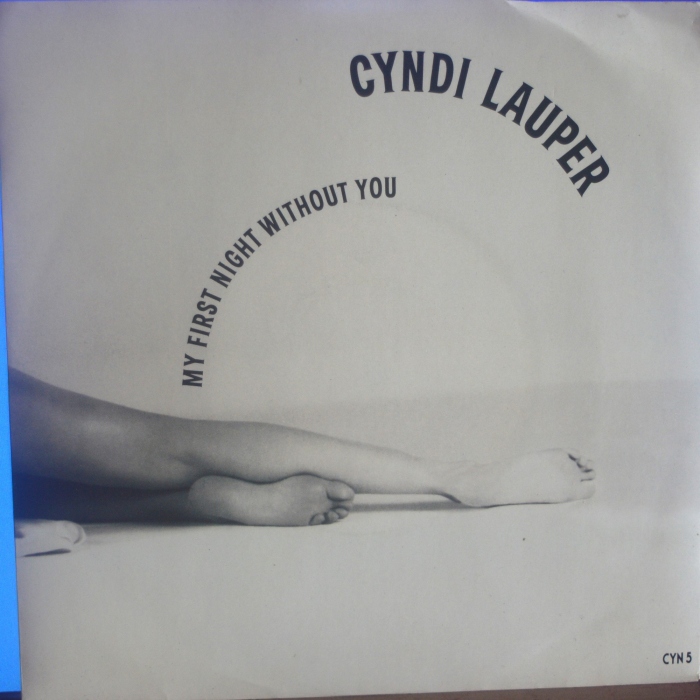 CYNDI LAUPER
MY FIRST NIGHT WITHOUT YOU
CYN 5